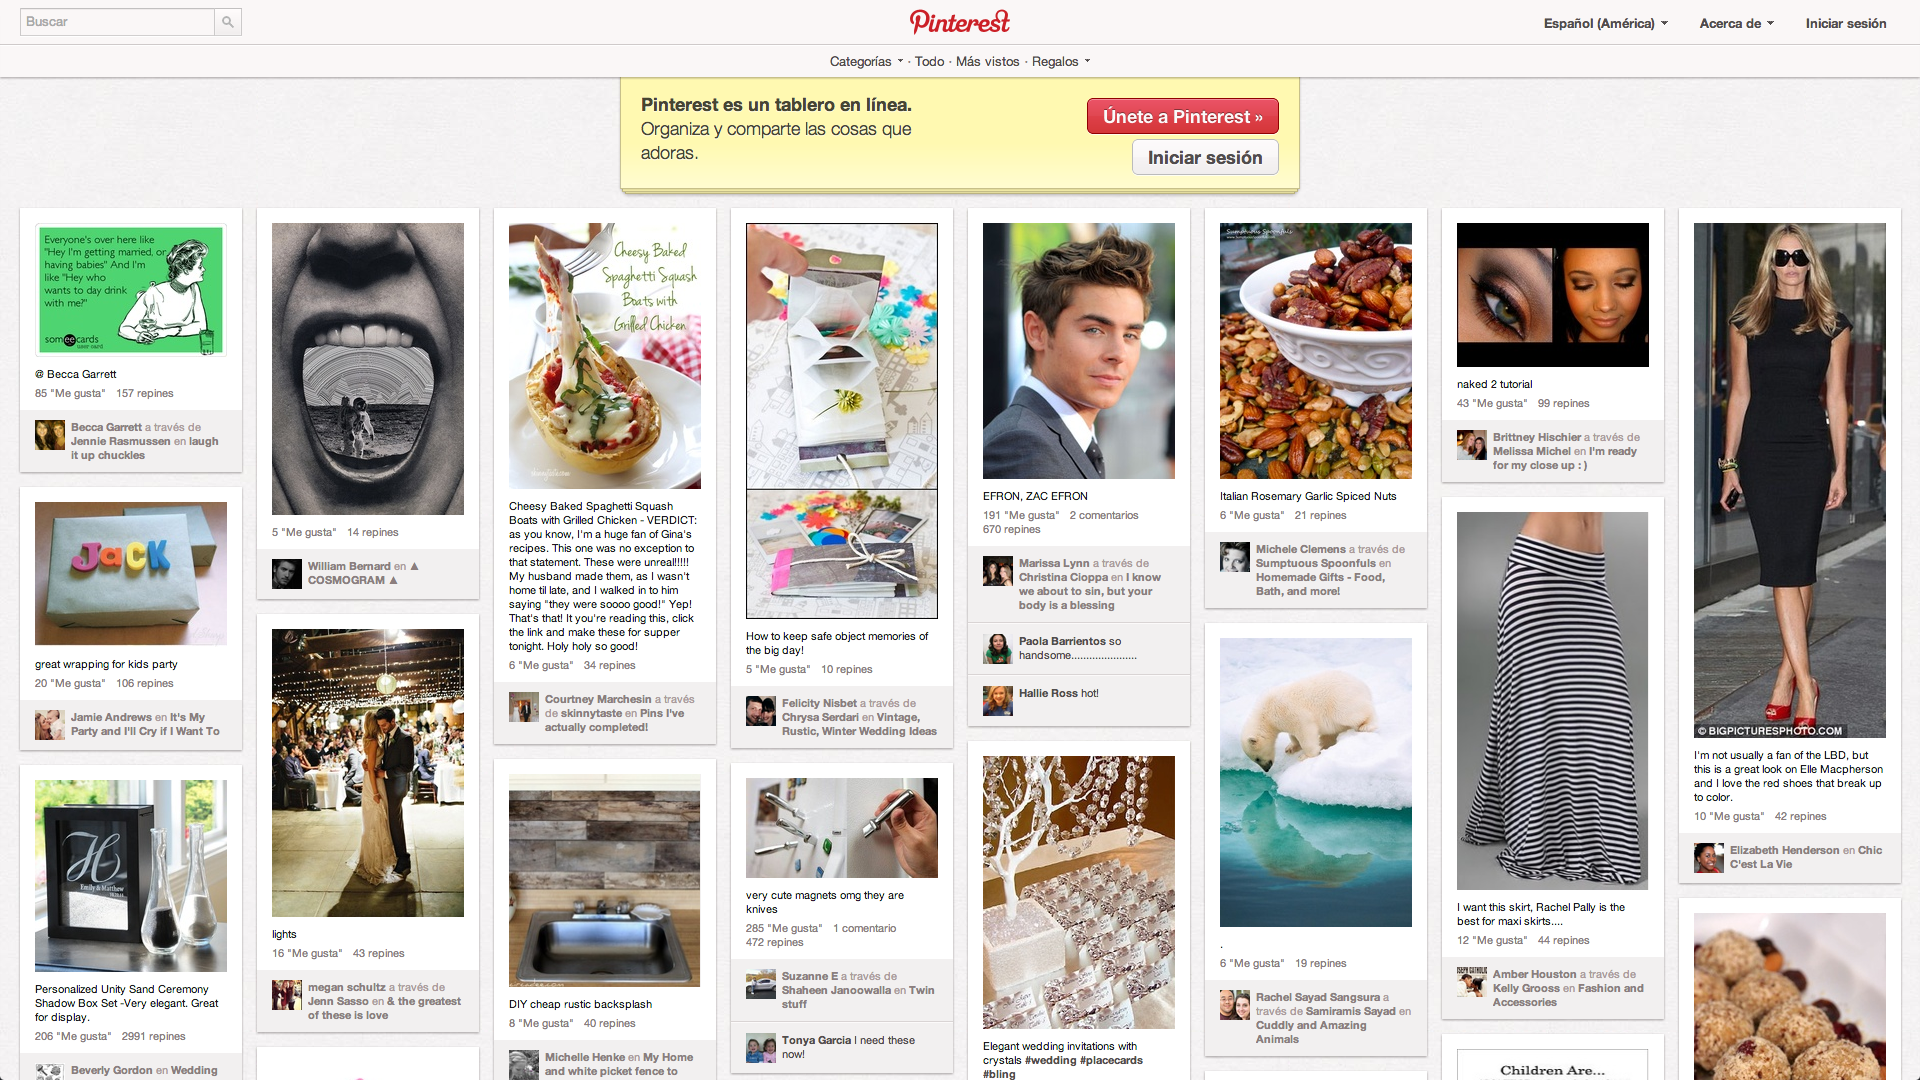 Buscar
Pinterest
Español (América)
Acerca de
Iniciar sesión
Categorías · Todo · Más vistos · Regalos
Pinterest es un tablero en línea.
Organiza y comparte las cosas que
adoras.
Únete a Pinterest »
Iniciar sesión
Everyone's over here like
"Hey I'm getting married, or
having babies" And I'm
like "Hey who
wants to day drink
with me?"
someecards
user card
@ Becca Garrett
85 "Me gusta" 157 repines
Becca Garrett a través de
Jennie Rasmussen en laugh
it up chuckles
JacK
great wrapping for kids party
20 "Me gusta" 106 repines
Jamie Andrews en It's My
Party and I'll Cry if I Want To
H
Emily & Matthew
Personalized Unity Sand Ceremony
Shadow Box Set -Very elegant. Great
for display.
206 "Me gusta" 2991 repines
Beverly Gordon en Wedding
5 "Me gusta" 14 repines
William Bernard en ▲
COSMOGRAM ▲
lights
16 "Me gusta" 43 repines
megan schultz a través de
Jenn Sasso en & the greatest
of these is love
Cheesy Baked
Spaghetti Squash
Boats with
Grilled Chicken
Cheesy Baked Spaghetti Squash
Boats with Grilled Chicken - VERDICT:
as you know, I'm a huge fan of Gina's
recipes. This one was no exception to
that statement. These were unreal!!!!!
My husband made them, as I wasn't
home til late, and I walked in to him
saying "they were soooo good!" Yep!
That's that! It you're reading this, click
the link and make these for supper
tonight. Holy holy so good!
6 "Me gusta" 34 repines
Courtney Marchesin a través
de skinnytaste en Pins I've
actually completed!
DIY cheap rustic backsplash
8 "Me gusta" 40 repines
Michelle Henke en My Home
and white picket fence to
How to keep safe object memories of
the big day!
5 "Me gusta" 10 repines
Felicity Nisbet a través de
Chrysa Serdari en Vintage,
Rustic, Winter Wedding Ideas
very cute magnets omg they are
knives
285 "Me gusta" 1 comentario
472 repines
Suzanne E a través de
Shaheen Janoowalla en Twin
stuff
Tonya Garcia I need these
now!
EFRON, ZAC EFRON
191 "Me gusta" 2 comentarios
670 repines
Marissa Lynn a través de
Christina Cioppa en I know
we about to sin, but your
body is a blessing
Paola Barrientos so
handsome......................
Hallie Ross hot!
Elegant wedding invitations with
crystals #wedding #placecards
#bling
Sumptuous Spoonfuls
Italian Rosemary Garlic Spiced Nuts
6 "Me gusta" 21 repines
Michele Clemens a través de
Sumptuous Spoonfuls en
Homemade Gifts - Food,
Bath, and more!
.
6 "Me gusta" 19 repines
Rachel Sayad Sangsura a
través de Samiramis Sayad en
Cuddly and Amazing
Animals
naked 2 tutorial
43 "Me gusta" 99 repines
Brittney Hischier a través de
Melissa Michel en I'm ready
for my close up : )
I want this skirt, Rachel Pally is the
best for maxi skirts....
12 "Me gusta" 44 repines
Amber Houston a través de
Kelly Grooss en Fashion and
Accessories
Children Are...
© BIGPICTURESPHOTO.COM
I'm not usually a fan of the LBD, but
this is a great look on Elle Macpherson
and I love the red shoes that break up
to color.
10 "Me gusta" 42 repines
Elizabeth Henderson en Chic
C'est La Vie